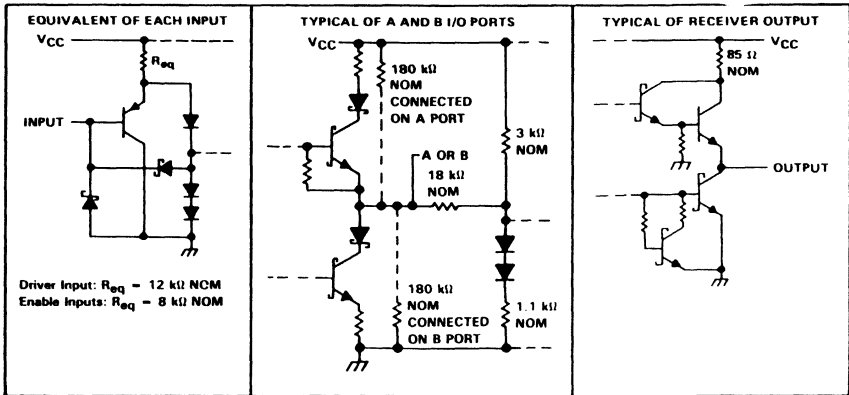 EQUIVALENT OF EACH INPUT
VCC
Req
INPUT
Driver Input: Req – 12 kΩ NOM
Enable Inputs: Req – 8 kΩ NOM
TYPICAL OF A AND B I/O PORTS
VCC
180 kΩ
NOM
CONNECTED
ON A PORT
3 kΩ
NOM
A OR B
18 kΩ
NOM
180 kΩ
NOM
CONNECTED
ON B PORT
1.1 kΩ
NOM
TYPICAL OF RECEIVER OUTPUT
VCC
85 Ω
NOM
OUTPUT